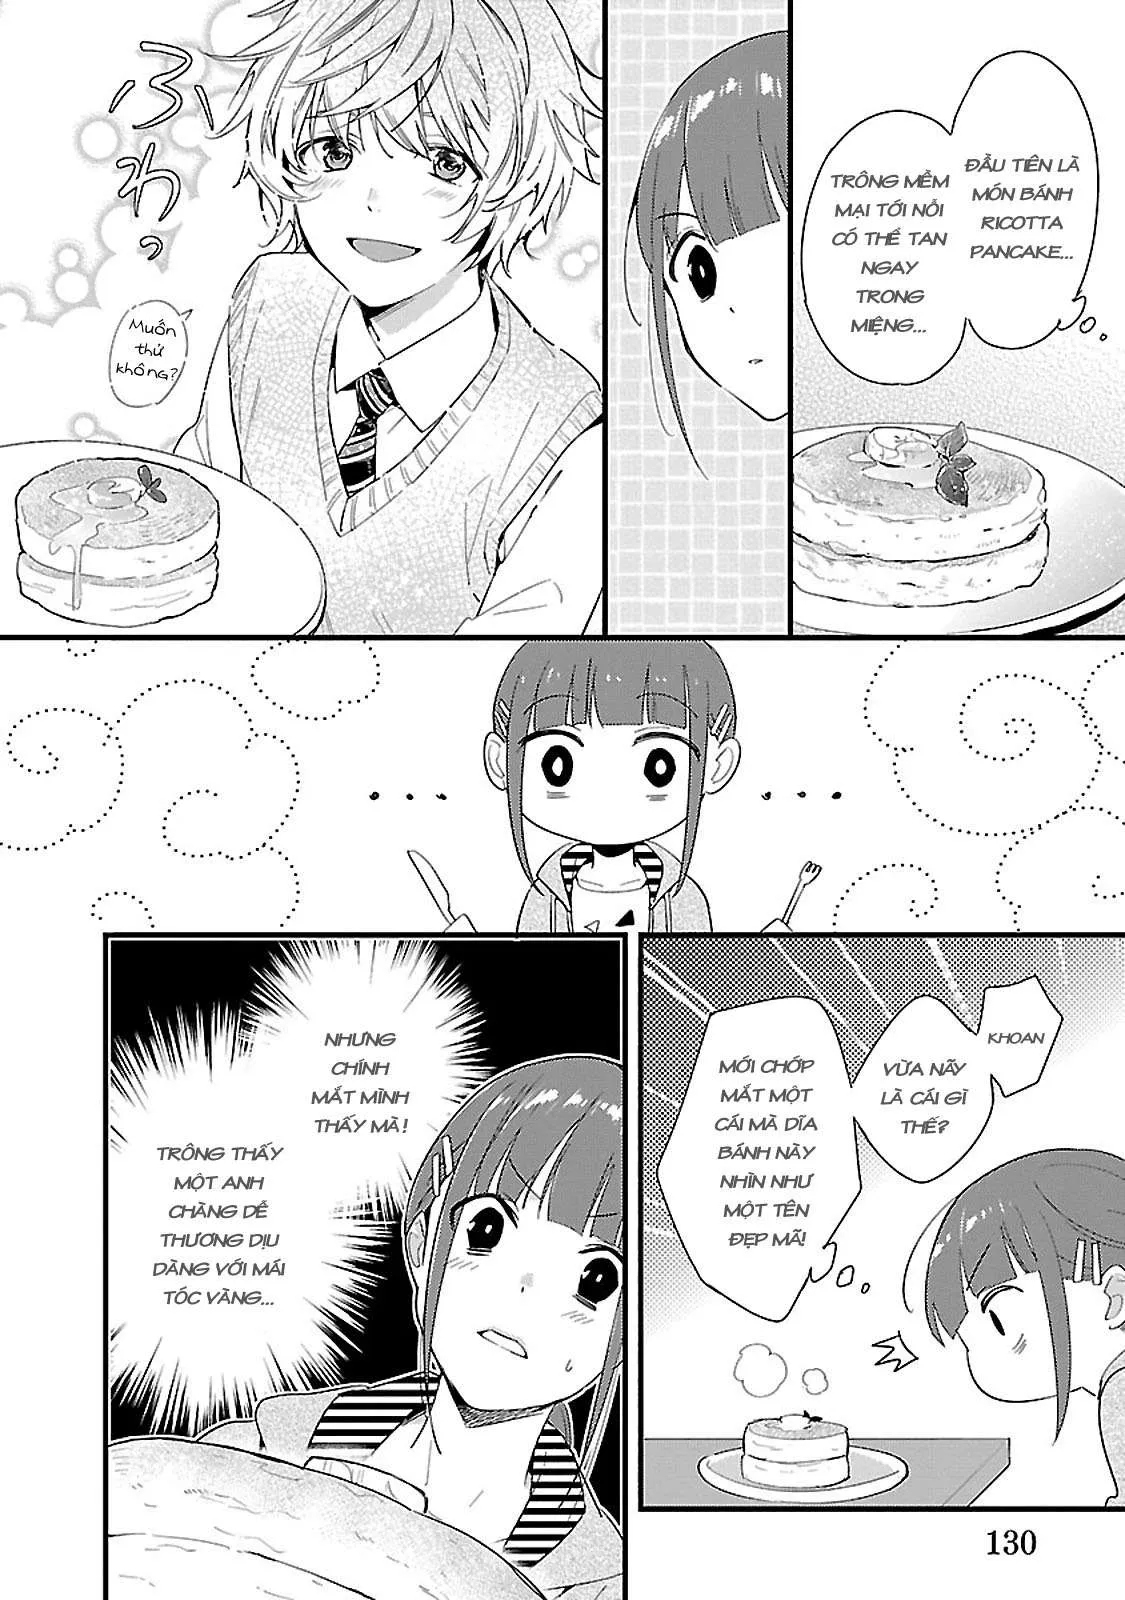 ĐẦU TIÊN LÀ
MÓN BÁNH
RICOTTA
PANCAKE...
TRÔNG MỀM
MẠI TỚI NỖI
CÓ THỂ TAN
NGAY
TRONG
MIỆNG...
ふわっ
Muốn
thử
không?
KHOAN
VỪA NÃY
LÀ CÁI GÌ
THẾ?
MỚI CHỚP
MẮT MỘT
CÁI MÀ DĨA
BÁNH NÀY
NHÌN NHƯ
MỘT TÊN
ĐẸP MÃ!
NHƯNG
CHÍNH
MẮT MÌNH
THẤY MÀ!
TRÔNG THẤY
MỘT ANH
CHÀNG DỄ
THƯƠNG DỊU
DÀNG VỚI MÁI
TÓC VÀNG...
130